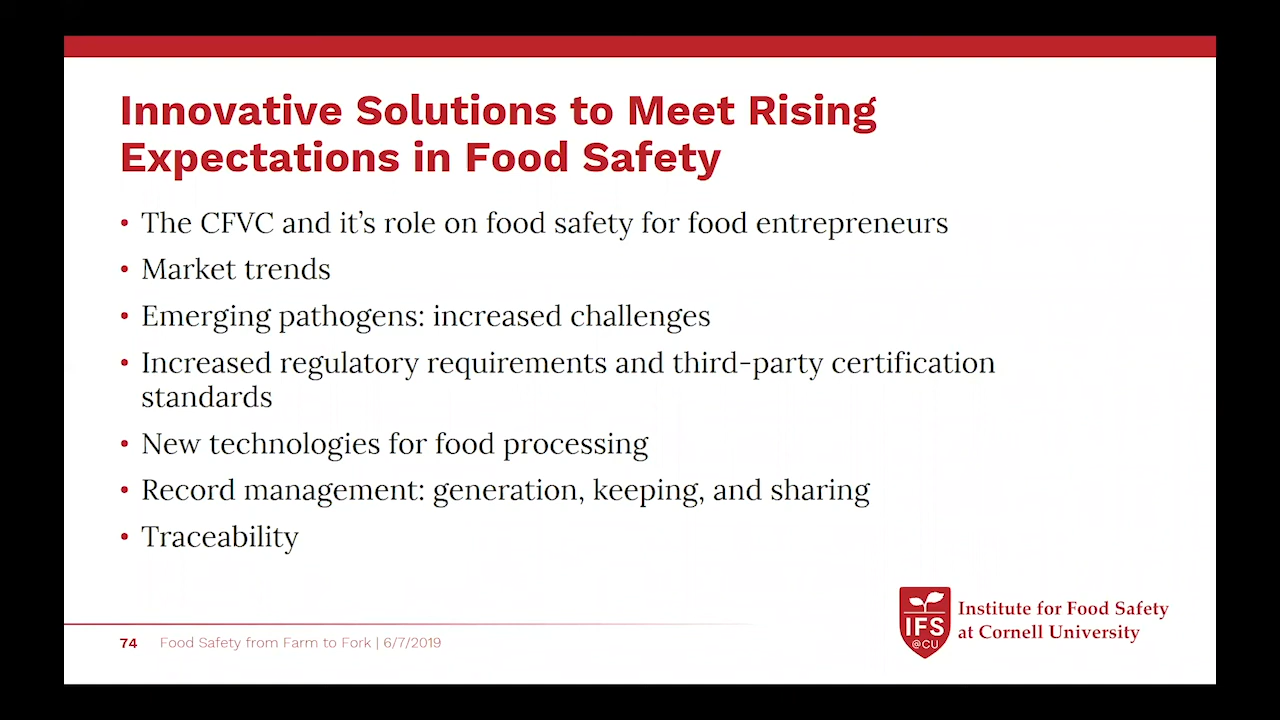 Innovative Solutions to Meet Rising
Expectations in Food Safety
• The CFVC and it’s role on food safety for food entrepreneurs
• Market trends
• Emerging pathogens: increased challenges
• Increased regulatory requirements and third-party certification
standards
• New technologies for food processing
• Record management: generation, keeping, and sharing
• Traceability
74 Food Safety from Farm to Fork | 6/7/2019
IFS
@CU
Institute for Food Safety
at Cornell University